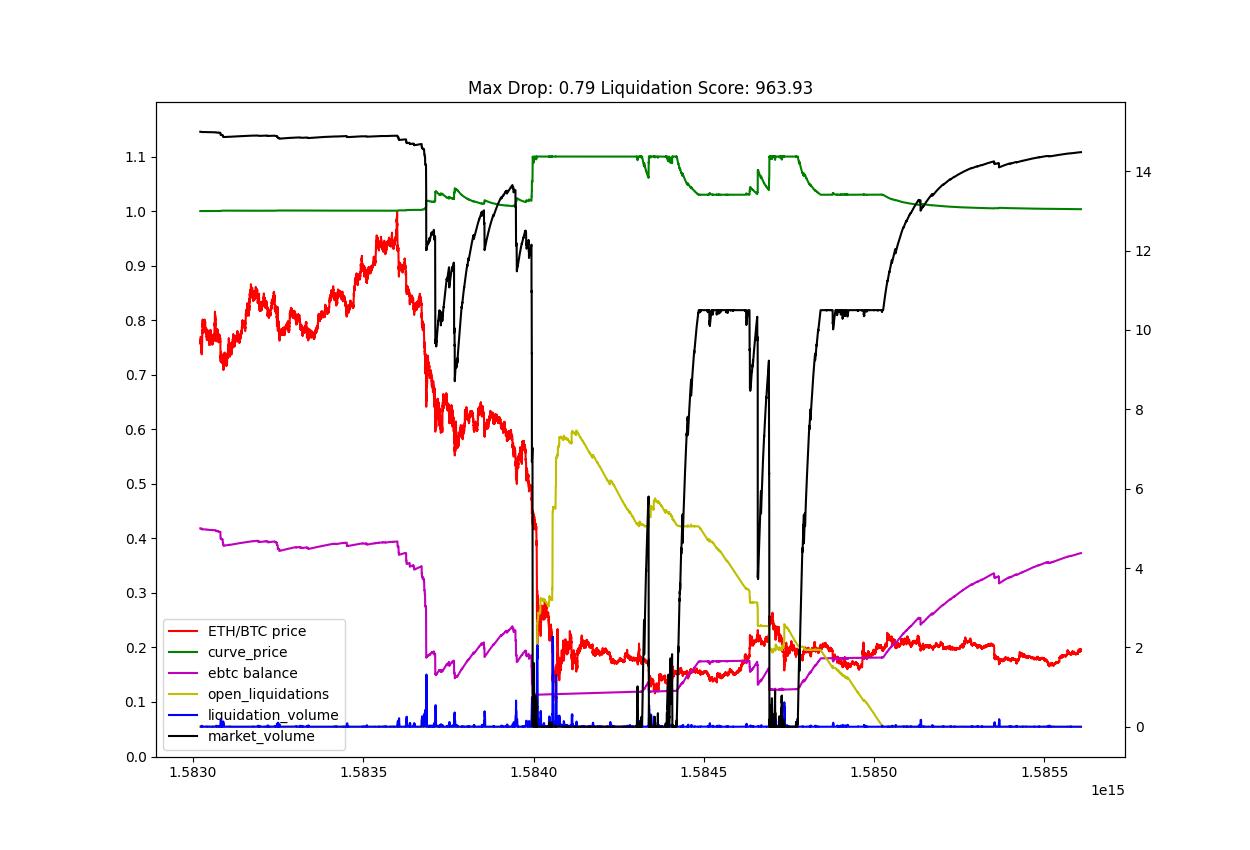 Max Drop: 0.79 Liquidation Score: 963.93
1.1
1.0
0.9
0.8
0.7
0.6
0.5
0.4
0.3
0.2
0.1
0.0
14
12
10
8
6
4
2
0
ETH/BTC price
curve_price
ebtc balance
open_liquidations
liquidation_volume
market_volume
1.5830 1.5835 1.5840 1.5845 1.5850 1.5855
1e15